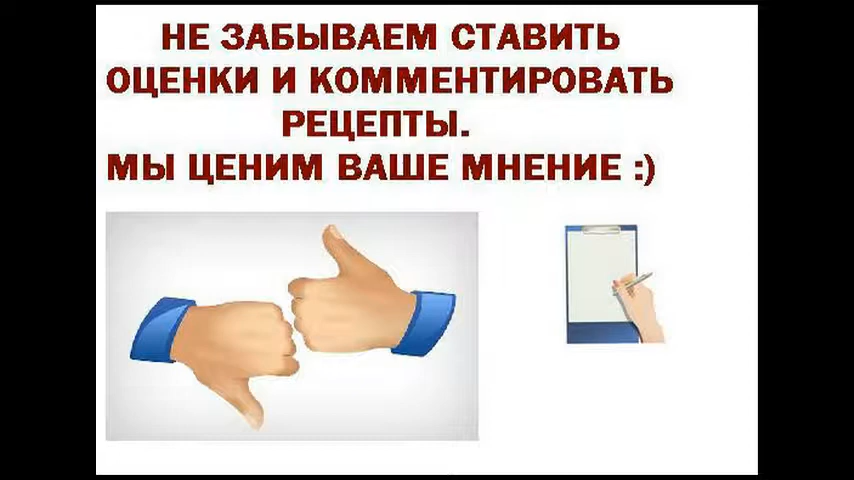 НЕ ЗАБЫВАЕМ СТАВИТЬ
ОЦЕНКИ И КОММЕНТИРОВАТЬ
РЕЦЕПТЫ.
МЫ ЦЕНИМ ВАШЕ МНЕНИЕ :)